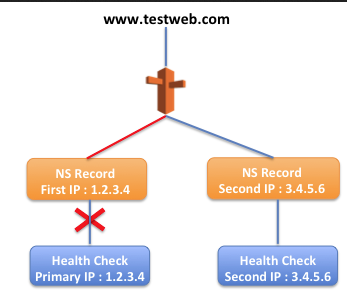 www.testweb.com
NS Record
First IP : 1.2.3.4
NS Record
Second IP : 3.4.5.6
Health Check
Primary IP : 1.2.3.4
Health Check
Second IP : 3.4.5.6